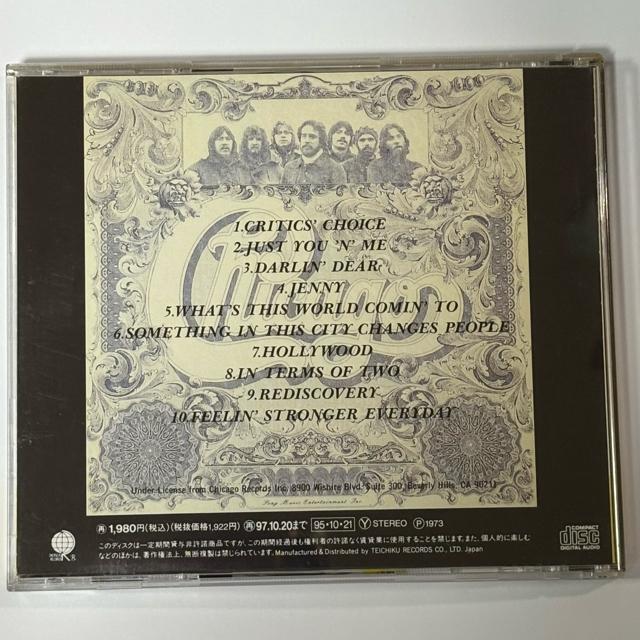 Chicago
1.CRITICS' CHOICE
2.JUST YOU 'N' ME
3.DARLIN' DEAR
4.JENNY
5.WHAT'S THIS WORLD COMIN' TO
6.SOMETHING IN THIS CITY CHANGES PEOPLE
7.HOLLYWOOD
8.IN TERMS OF TWO
9.REDISCOVERY
10.FEELIN' STRONGER EVERYDAY
Under License from Chicago Records Inc. 8900 Wilshire Blvd. Suite 300, Beverly Hills, CA 90211
Sony Music Entertainment Inc.
再 1,980円(税込)(税抜価格1,922円) 再 97.10.20まで 95・10・21 Y STEREO P 1973
このディスクは一定期間貸与非許諾商品ですが、この期間経過後も権利者の許諾なく賃貸業に使用することを禁じます。また、個人的に楽しむ
などのほかは、著作権法上、無断複製は禁じられています。Manufactured & Distributed by TEICHIKU RECORDS CO., LTD. Japan
COMPACT
disc
DIGITAL AUDIO